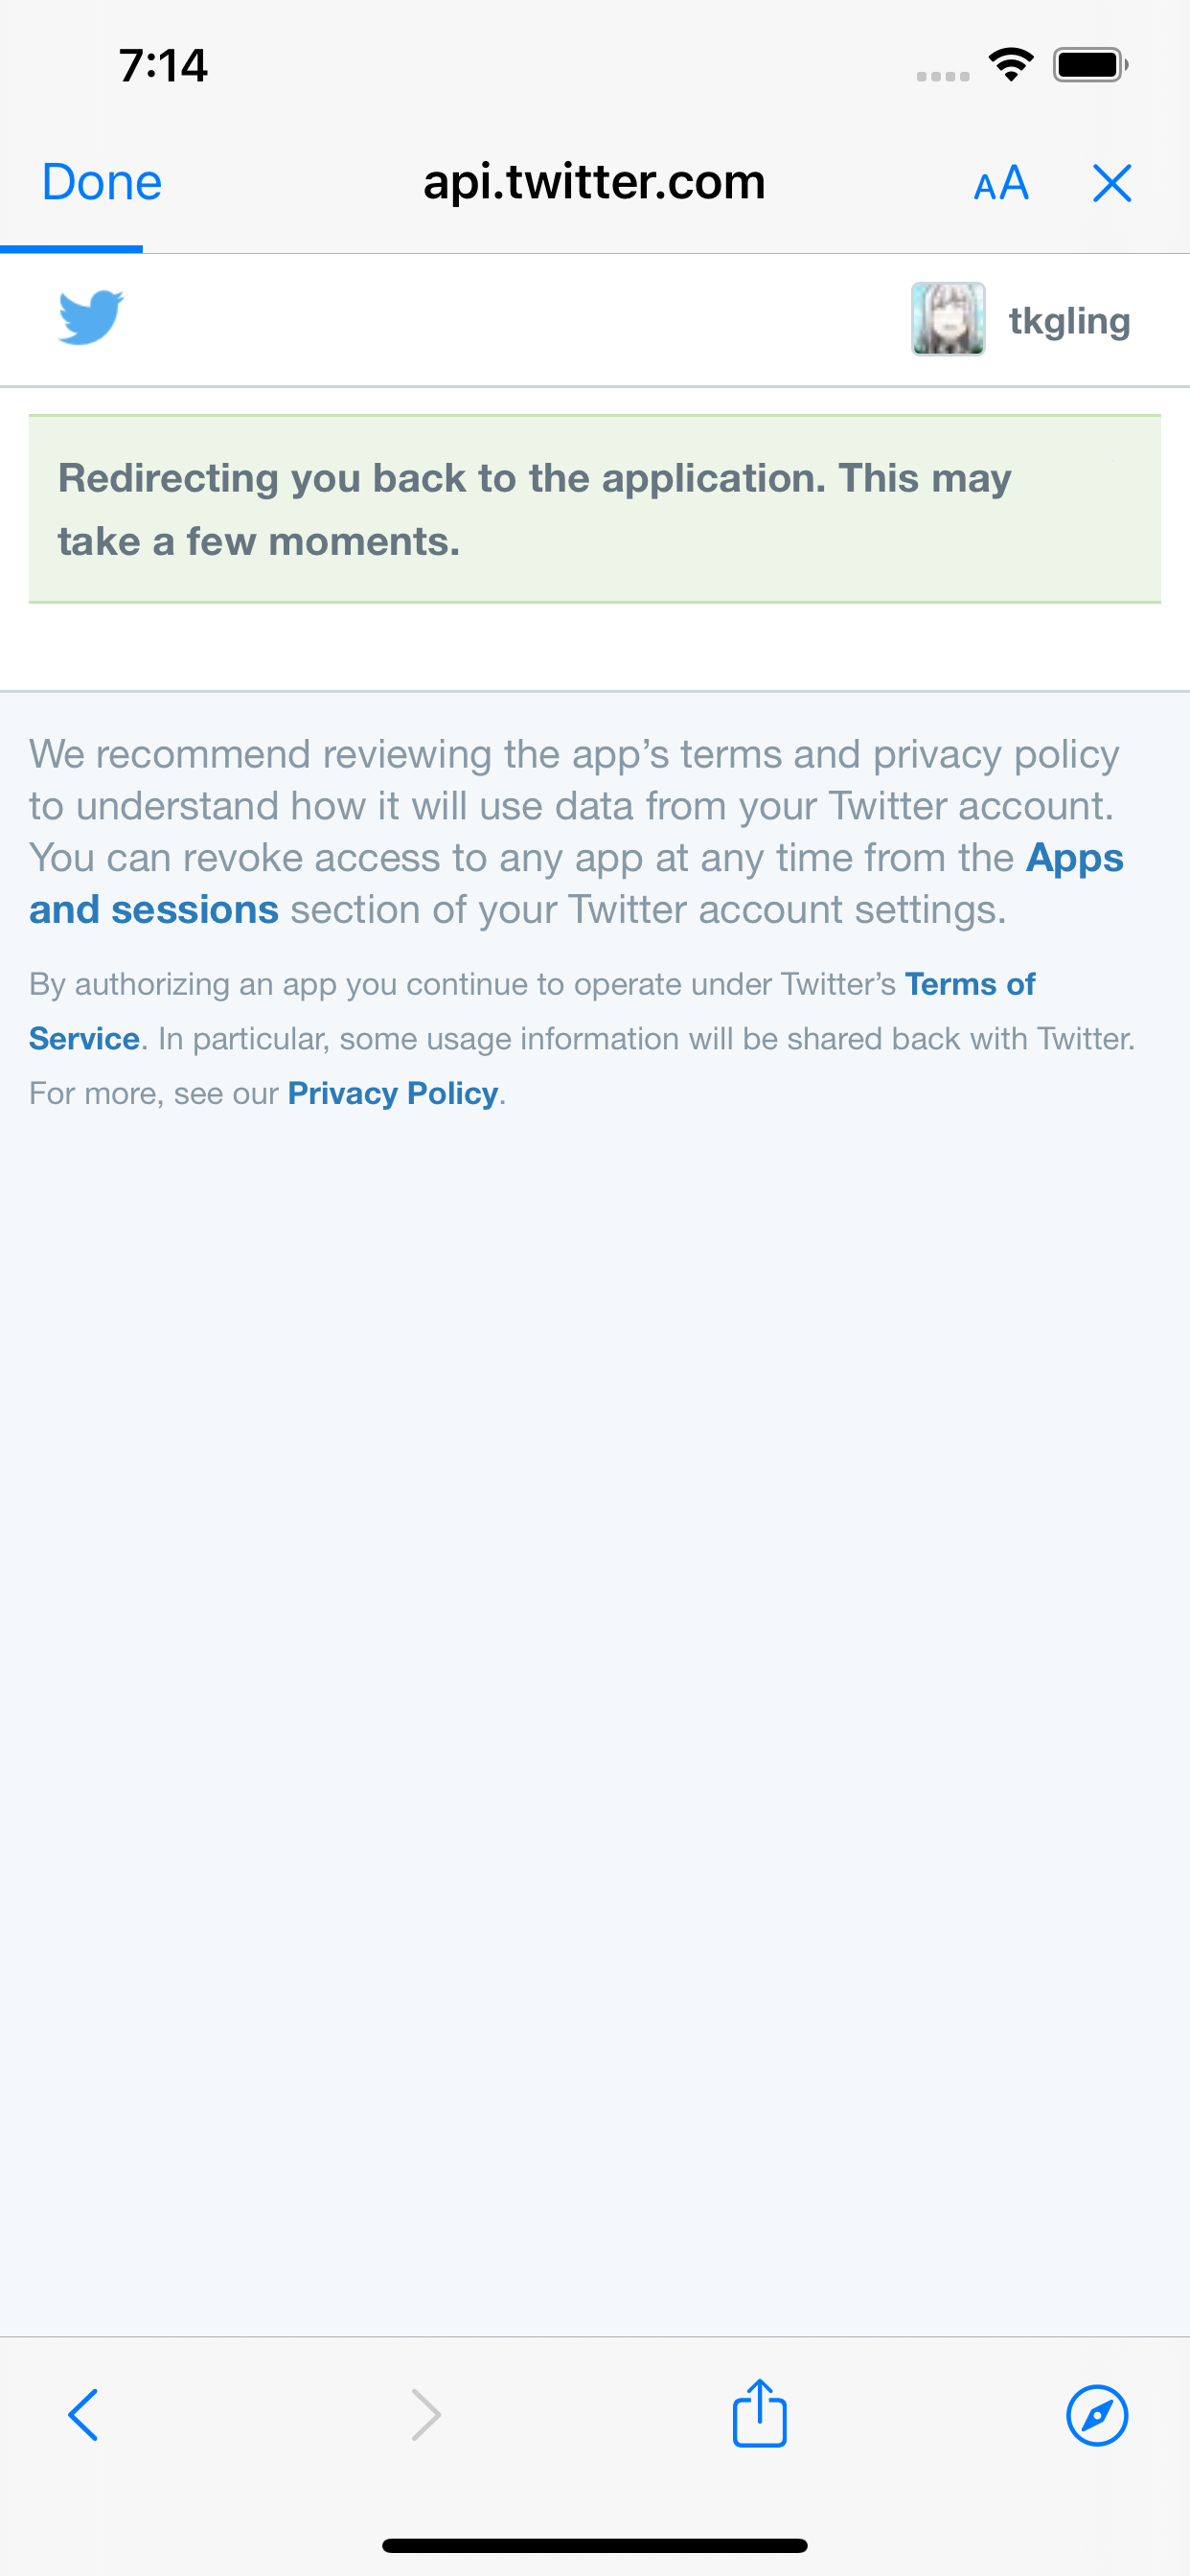 7:14
Done
api.twitter.com
AA
tkgling
Redirecting you back to the application. This may
take a few moments.
We recommend reviewing the app’s terms and privacy policy
to understand how it will use data from your Twitter account.
You can revoke access to any app at any time from the Apps
and sessions section of your Twitter account settings.
By authorizing an app you continue to operate under Twitter’s Terms of
Service. In particular, some usage information will be shared back with Twitter.
For more, see our Privacy Policy.